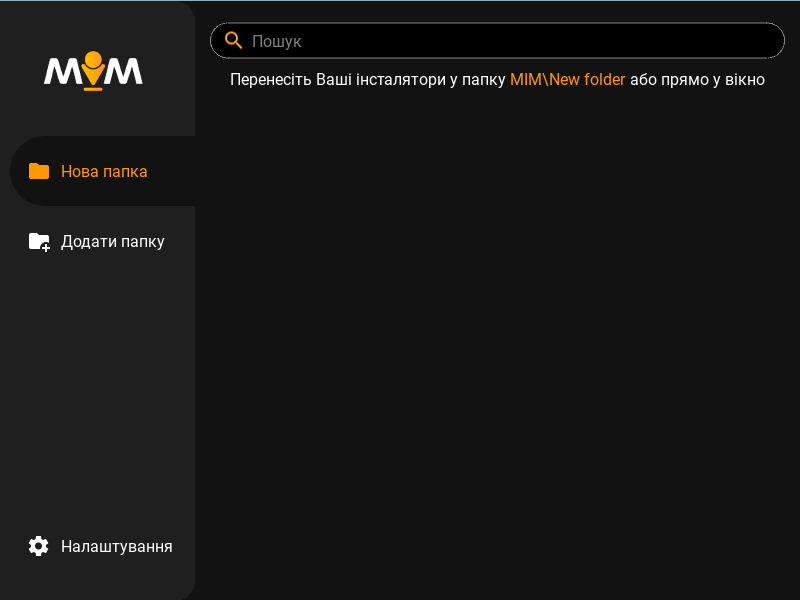 MIM
Пошук
Перенесіть Ваші інсталятори у папку MIM\New folder або прямо у вікно
Нова папка
Додати папку
Налаштування